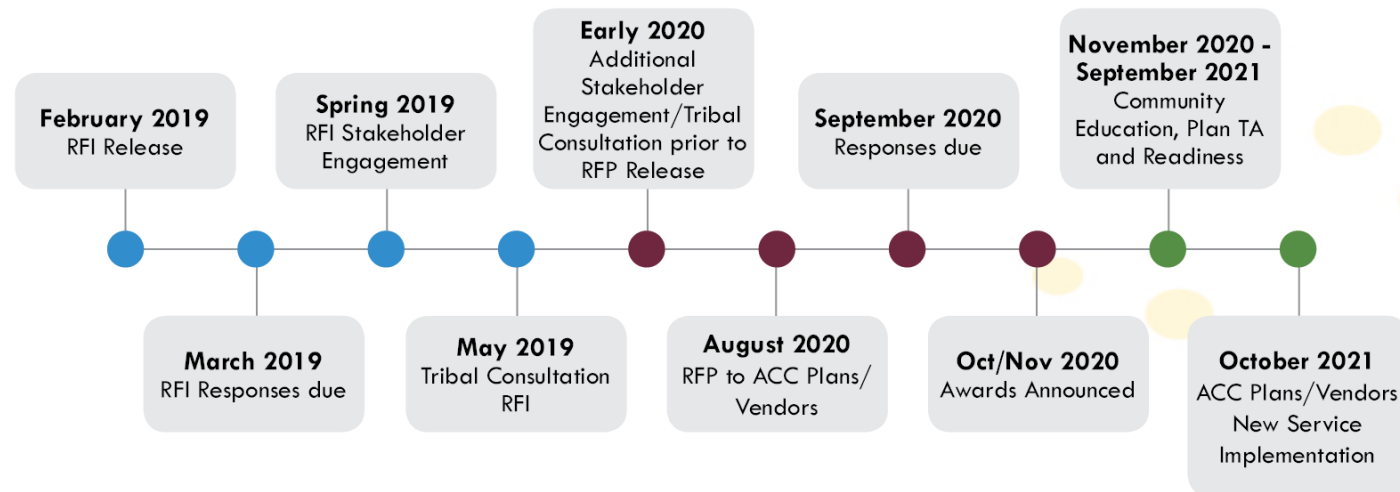 February 2019
RFI Release
March 2019
RFI Responses due
Spring 2019
RFI Stakeholder
Engagement
May 2019
Tribal Consultation
RFI
Early 2020
Additional
Stakeholder
Engagement/Tribal
Consultation prior to
RFP Release
August 2020
RFP to ACC Plans/
Vendors
September 2020
Responses due
Oct/Nov 2020
Awards Announced
November 2020 -
September 2021
Community
Education, Plan TA
and Readiness
October 2021
ACC Plans/Vendors
New Service
Implementation